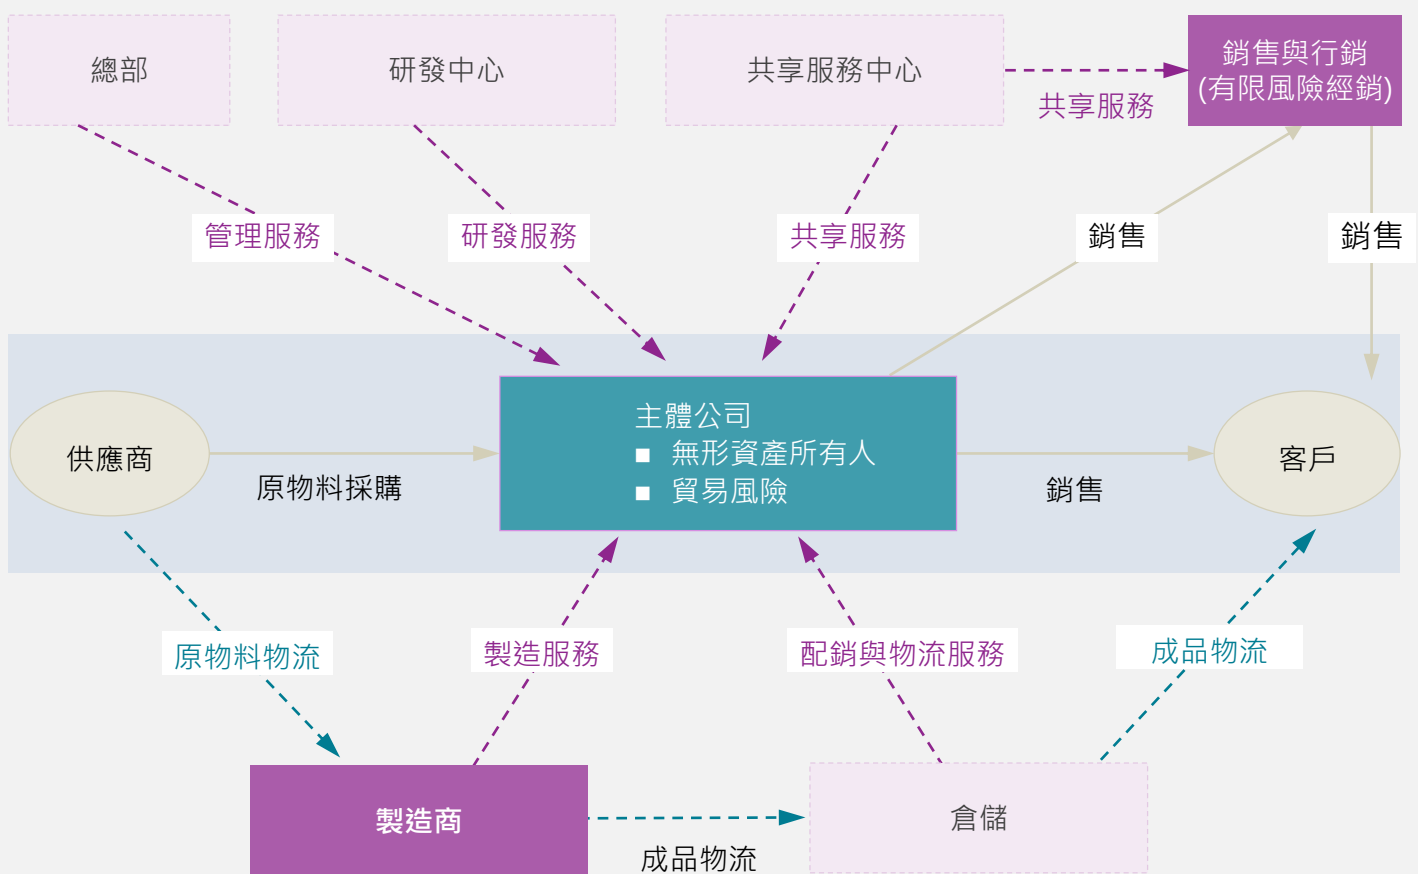 總部
研發中心
共享服務中心
銷售與行銷
(有限風險經銷)
共享服務
管理服務
研發服務
共享服務
銷售
銷售
主體公司
■ 無形資產所有人
■ 貿易風險
供應商
原物料採購
銷售
客戶
原物料物流
製造服務
配銷與物流服務
成品物流
製造商
成品物流
倉儲